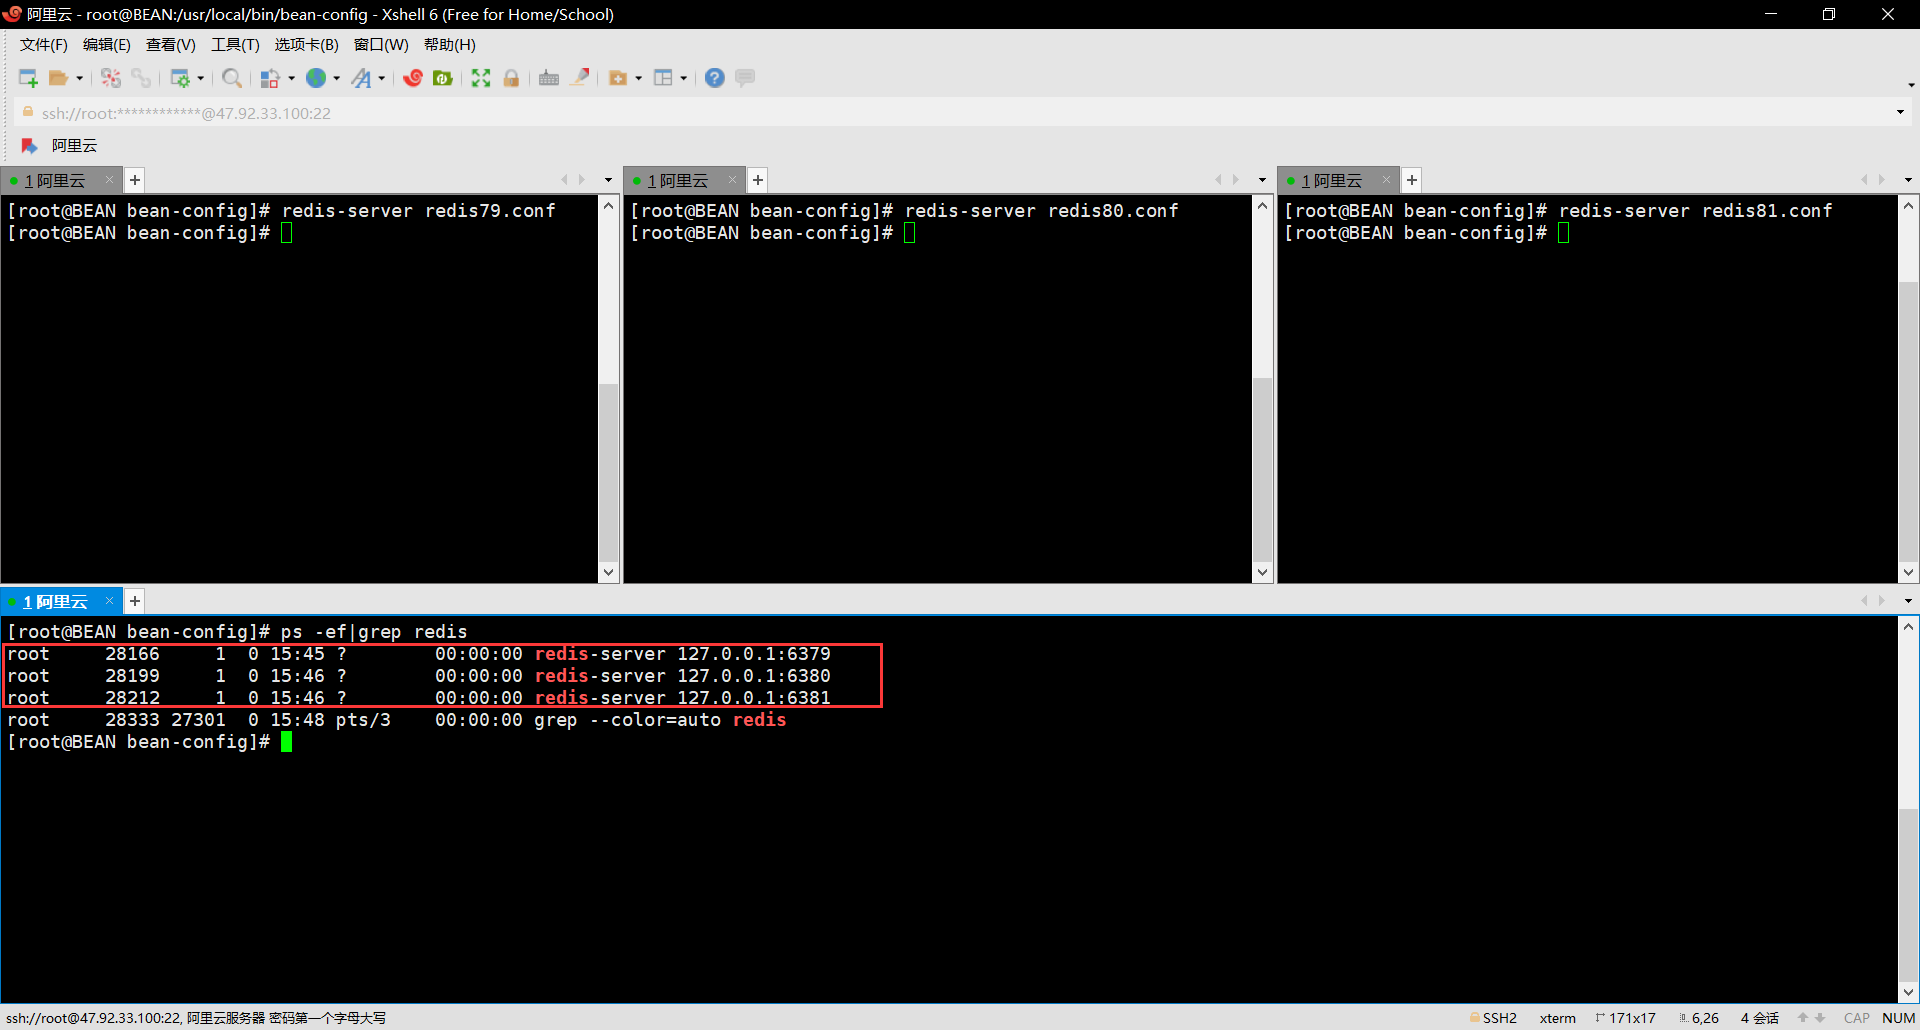 阿里云 - root@BEAN:/usr/local/bin/bean-config - Xshell 6 (Free for Home/School)
文件(F) 编辑(E) 查看(V) 工具(T) 选项卡(B) 窗口(W) 帮助(H)
ssh://root:************@47.92.33.100:22
阿里云
1 阿里云
[root@BEAN bean-config]# redis-server redis79.conf
[root@BEAN bean-config]#
1 阿里云
[root@BEAN bean-config]# redis-server redis80.conf
[root@BEAN bean-config]#
1 阿里云
[root@BEAN bean-config]# redis-server redis81.conf
[root@BEAN bean-config]#
1 阿里云
[root@BEAN bean-config]# ps -ef|grep redis
root 28166 1 0 15:45 ? 00:00:00 redis-server 127.0.0.1:6379
root 28199 1 0 15:46 ? 00:00:00 redis-server 127.0.0.1:6380
root 28212 1 0 15:46 ? 00:00:00 redis-server 127.0.0.1:6381
root 28333 27301 0 15:48 pts/3 00:00:00 grep --color=auto redis
[root@BEAN bean-config]#
ssh://root@47.92.33.100:22, 阿里云服务器 密码第一个字母大写 SSH2 xterm 171x17 6,26 4 会话 CAP NUM